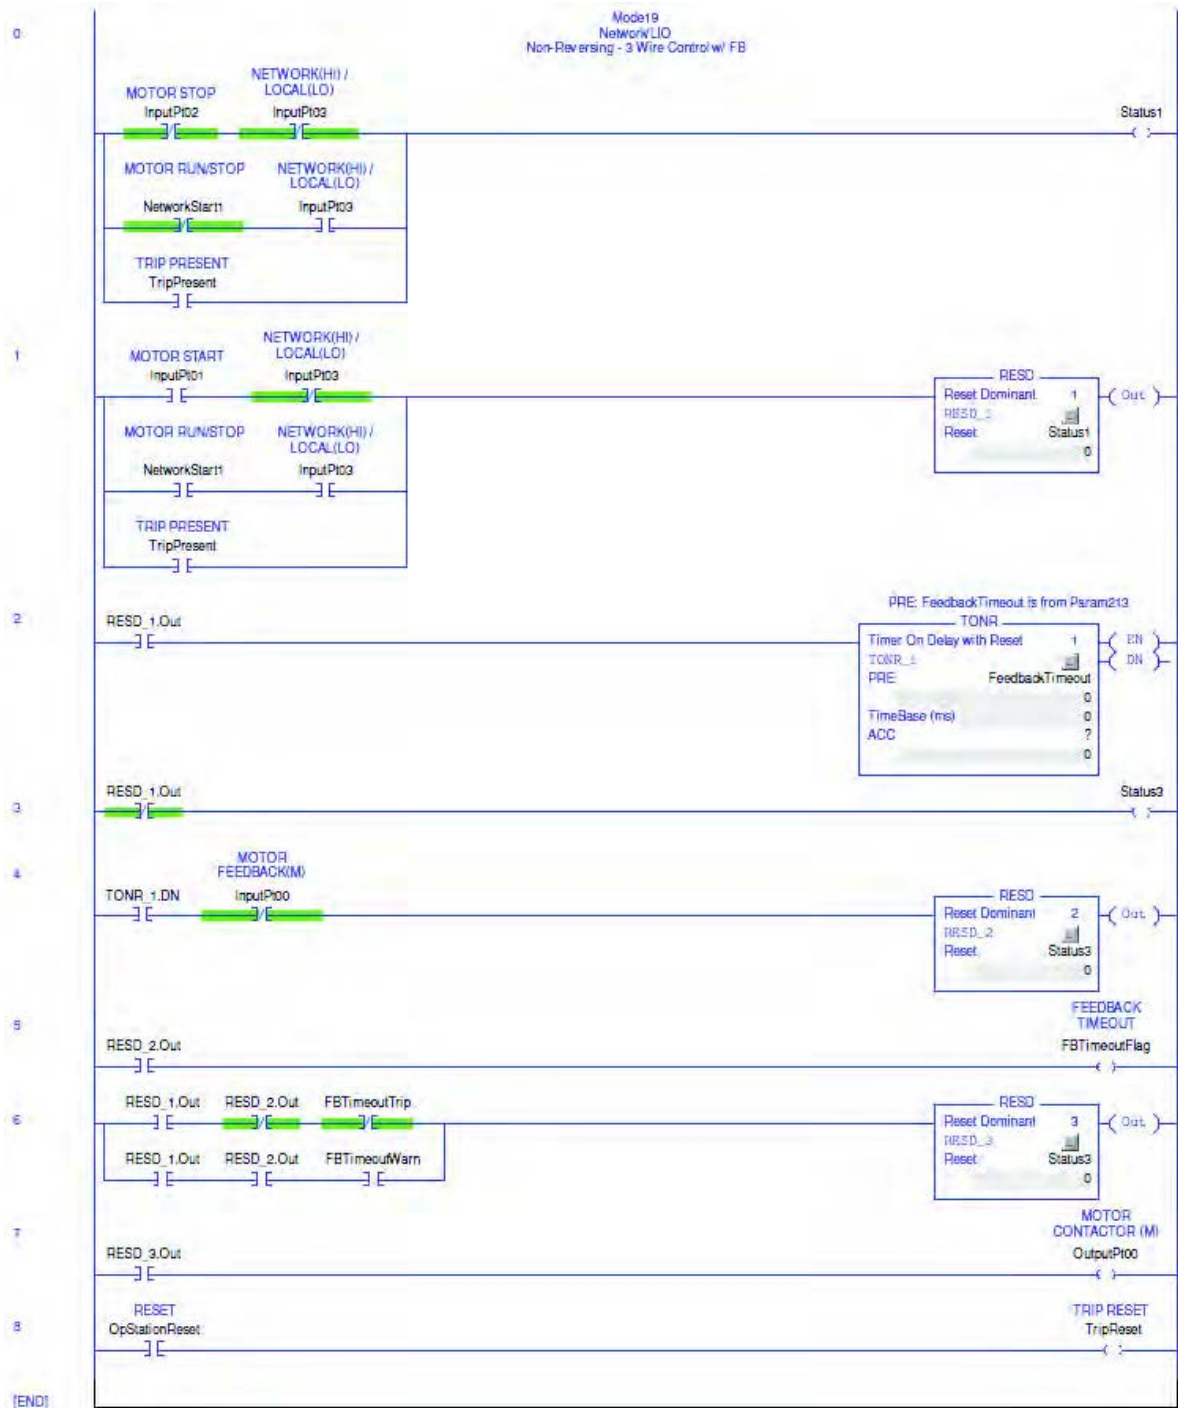 Mode19
Network/LIO
Non-Reversing - 3 Wire Control w/ FB
0
MOTOR STOP
InputPt02
NETWORK(HI) /
LOCAL(LO)
InputPt03
Status1
MOTOR RUN/STOP
NetworkStart1
NETWORK(HI) /
LOCAL(LO)
InputPt03
TRIP PRESENT
TripPresent
1
MOTOR START
InputPt01
NETWORK(HI) /
LOCAL(LO)
InputPt03
RESD
Reset Dominant 1
RESD_1
Reset Status1
0
Out
MOTOR RUN/STOP
NetworkStart1
NETWORK(HI) /
LOCAL(LO)
InputPt03
TRIP PRESENT
TripPresent
2
RESD_1.Out
PRE: FeedbackTimeout is from Param213
TONR
Timer On Delay with Reset 1
TONR_1
PRE FeedbackTimeout
0
TimeBase (ms) 0
ACC ?
0
EN
DN
3
RESD_1.Out
Status3
4
TONR_1.DN
MOTOR
FEEDBACK(M)
InputPt00
RESD
Reset Dominant 2
RESD_2
Reset Status3
0
Out
5
RESD_2.Out
FEEDBACK
TIMEOUT
FBTimeoutFlag
6
RESD_1.Out RESD_2.Out FBTimeoutTrip
RESD_1.Out RESD_2.Out FBTimeoutWarn
RESD
Reset Dominant 3
RESD_3
Reset Status3
0
Out
7
RESD_3.Out
MOTOR
CONTACTOR (M)
OutputPt00
8
RESET
OpStationReset
TRIP RESET
TripReset
[END]